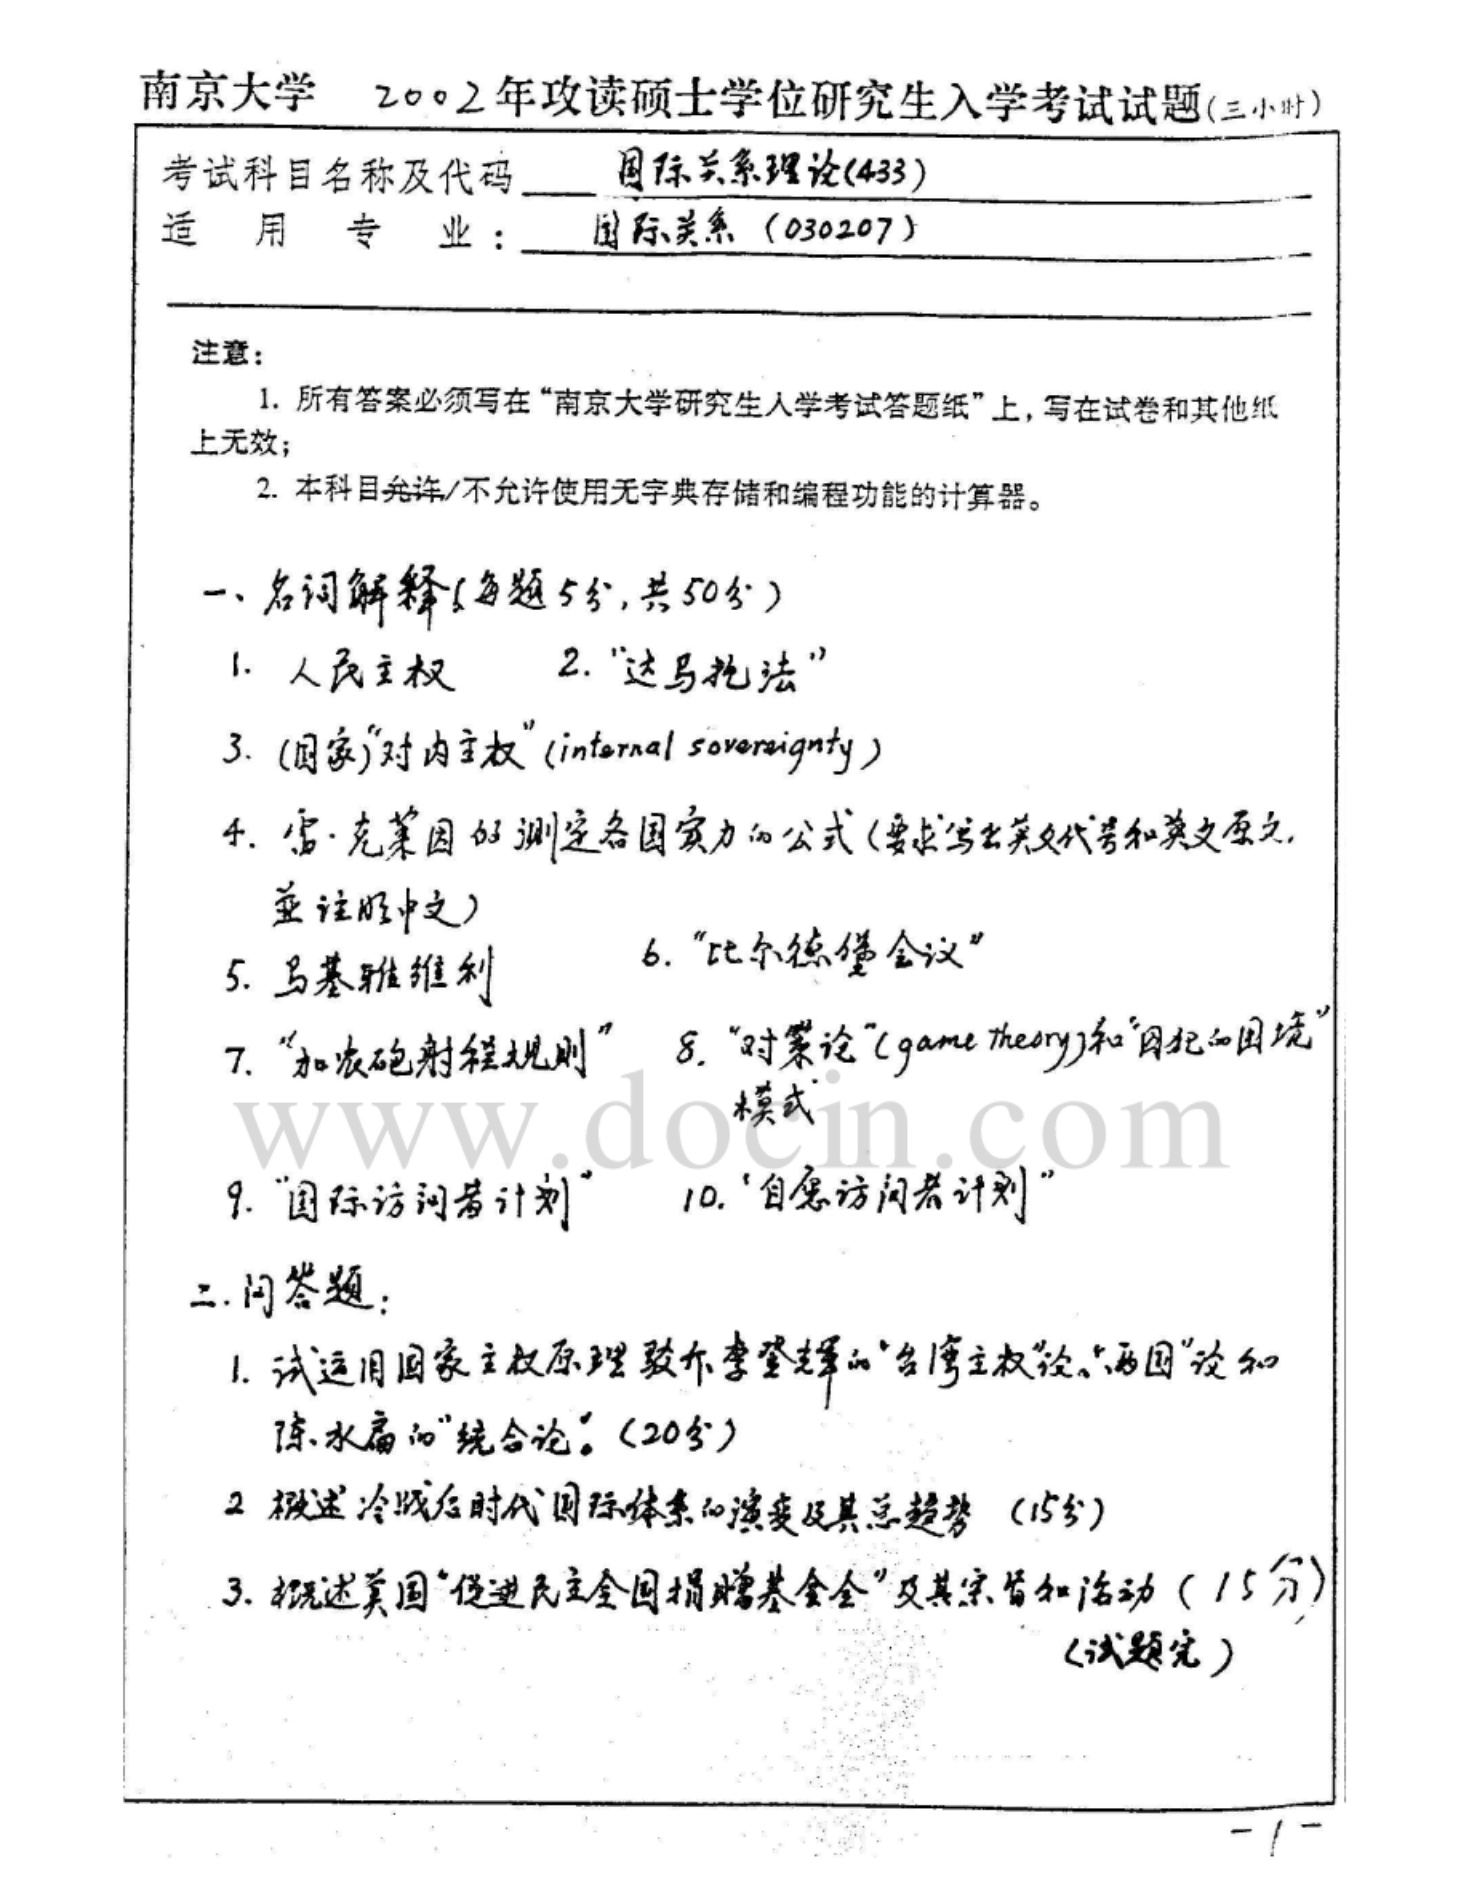 南京大学 2002年攻读硕士学位研究生入学考试试题(三小时)
考试科目名称及代码 国际关系理论(433)
适用专业: 国际关系(030207)
注意:
1. 所有答案必须写在“南京大学研究生入学考试答题纸”上,写在试卷和其他纸
上无效;
2. 本科目允许/不允许使用无字典存储和编程功能的计算器。
一、名词解释(每题5分,共50分)
1. 人民主权 2. “达马托法”
3. (国家)“对内主权”(internal sovereignty)
4. 雷·克莱因的测定各国实力的公式(要求写出英文代号和英文原文,
並註明中文)
5. 马基雅维利 6. “比尔德堡会议”
7. “加农砲射程规则” 8. “对策论”(game theory)和“囚犯的困境”
模式
www.docin.com
9. “国际访问者计划” 10. “自愿访问者计划”
二.问答题:
1. 试运用国家主权原理驳斥李登辉的“台湾主权”论、“两国”论和
陈水扁的“统合论”。(20分)
2 概述冷战后时代国际体系的演变及其总趋势 (15分)
3. 概述美国“促进民主全国捐赠基金会”及其宗旨和活动 (15分)
(试题完)
-1-